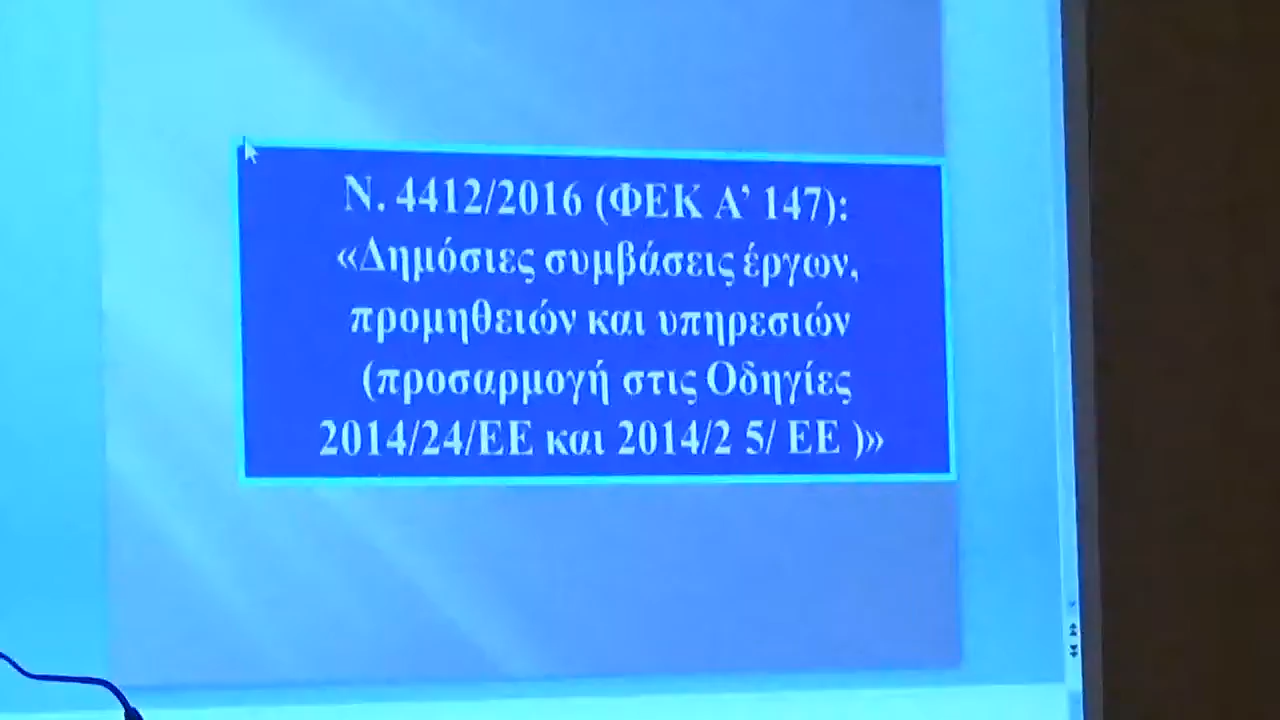 Ν. 4412/2016 (ΦΕΚ Α’ 147):
«Δημόσιες συμβάσεις έργων,
προμηθειών και υπηρεσιών
(προσαρμογή στις Οδηγίες
2014/24/ΕΕ και 2014/2 5/ ΕΕ )»